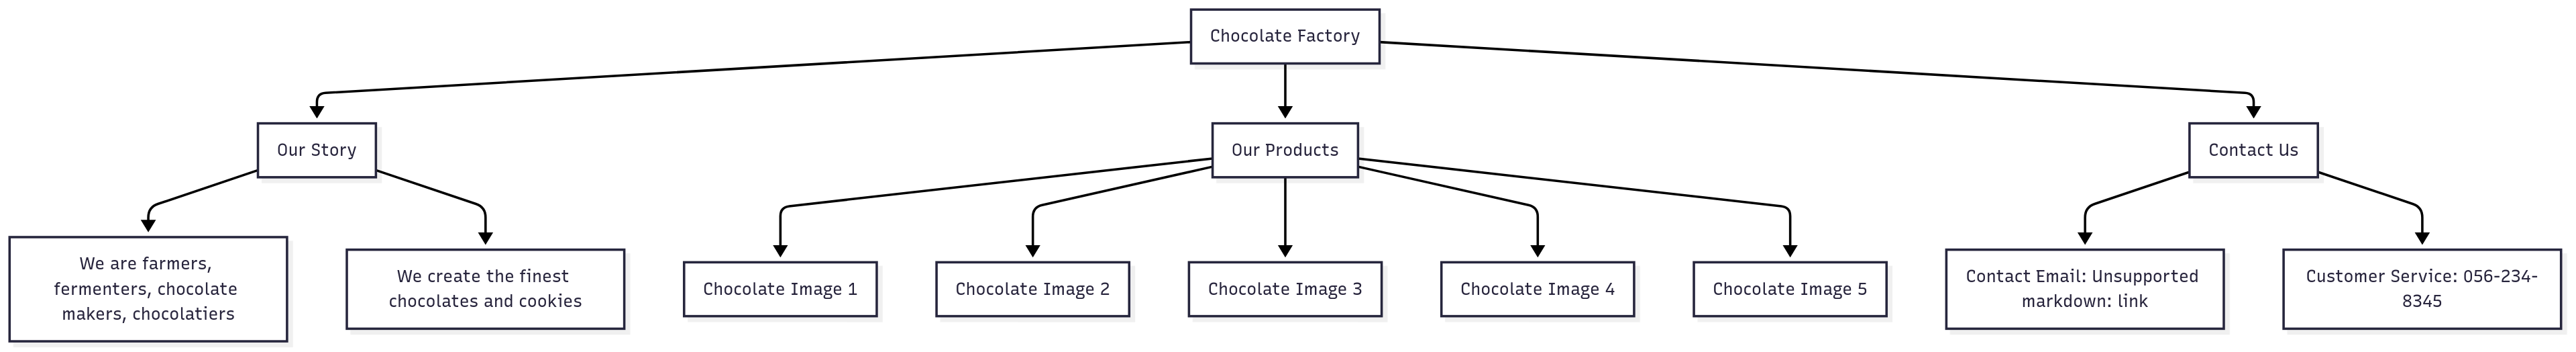 Chocolate Factory
Our Story
Our Products
Contact Us
We are farmers,
fermenters, chocolate
makers, chocolatiers
We create the finest
chocolates and cookies
Chocolate Image 1
Chocolate Image 2
Chocolate Image 3
Chocolate Image 4
Chocolate Image 5
Contact Email: Unsupported
markdown: link
Customer Service: 056-234-
8345